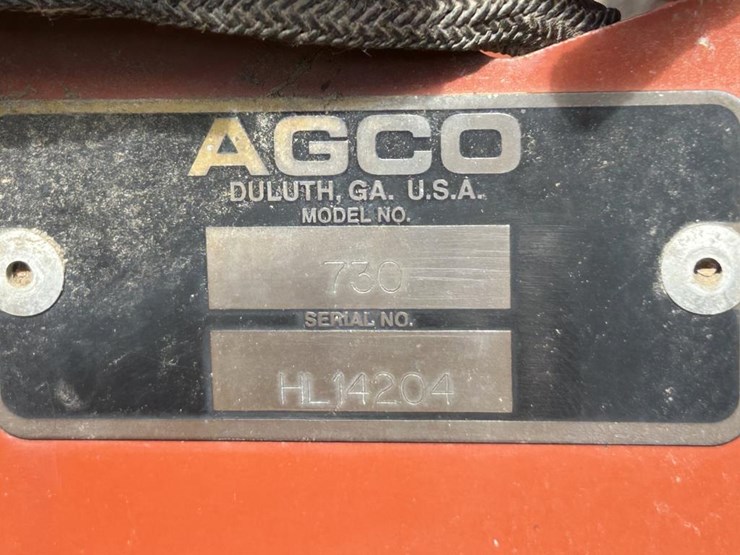 AGCO
DULUTH, GA. U.S.A.
MODEL NO.
730
SERIAL NO.
HL14204